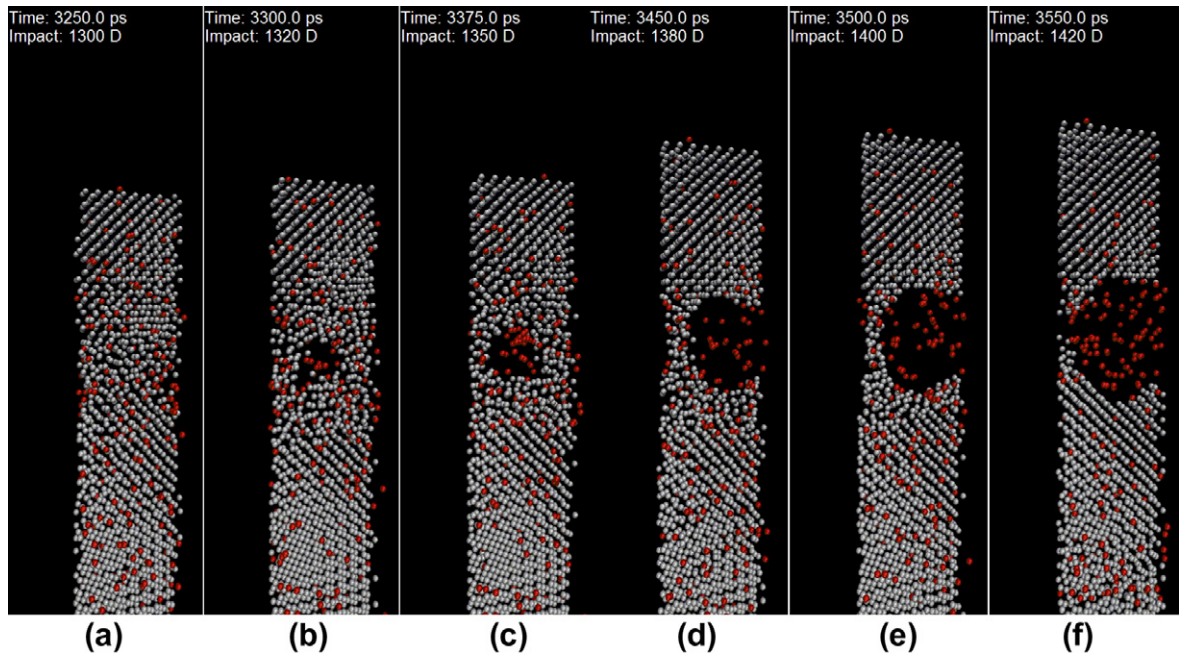 Time: 3250.0 ps
Impact: 1300 D
Time: 3300.0 ps
Impact: 1320 D
Time: 3375.0 ps
Impact: 1350 D
Time: 3450.0 ps
Impact: 1380 D
Time: 3500.0 ps
Impact: 1400 D
Time: 3550.0 ps
Impact: 1420 D
(a)
(b)
(c)
(d)
(e)
(f)